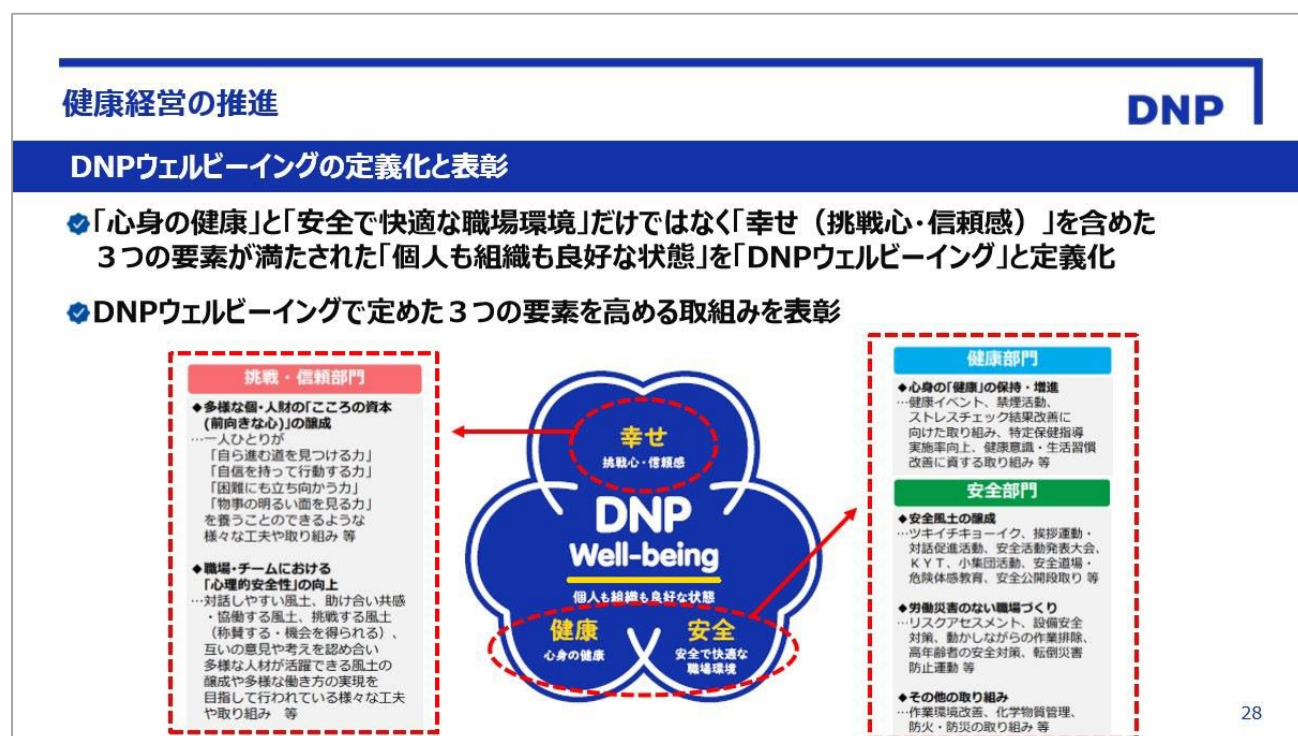 健康経営の推進
DNP
DNPウェルビーイングの定義化と表彰
「心身の健康」と「安全で快適な職場環境」だけではなく「幸せ（挑戦心・信頼感）」を含めた
３つの要素が満たされた「個人も組織も良好な状態」を「DNPウェルビーイング」と定義化
DNPウェルビーイングで定めた３つの要素を高める取組みを表彰
挑戦・信頼部門
◆多様な個・人財の「こころの資本
(前向きな心)」の醸成
…一人ひとりが
「自ら進む道を見つける力」
「自信を持って行動する力」
「困難にも立ち向かう力」
「物事の明るい面を見る力」
を養うことのできるような
様々な工夫や取り組み 等
◆職場・チームにおける
「心理的安全性」の向上
…対話しやすい風土、助け合い共感
・協働する風土、挑戦する風土
（称賛する・機会を得られる）、
互いの意見や考えを認め合い
多様な人材が活躍できる風土の
醸成や多様な働き方の実現を
目指して行われている様々な工夫
や取り組み 等
幸せ
挑戦心・信頼感
DNP
Well-being
個人も組織も良好な状態
健康
心身の健康
安全
安全で快適な
職場環境
健康部門
◆心身の「健康」の保持・増進
…健康イベント、禁煙活動、
ストレスチェック結果改善に
向けた取り組み、特定保健指導
実施率向上、健康意識・生活習慣
改善に資する取り組み 等
安全部門
◆安全風土の醸成
…ツキイチキョーイク、挨拶運動・
対話促進活動、安全活動発表大会、
ＫＹＴ、小集団活動、安全道場・
危険体感教育、安全公開段取り 等
◆労働災害のない職場づくり
…リスクアセスメント、設備安全
対策、動かしながらの作業排除、
高年齢者の安全対策、転倒災害
防止運動 等
◆その他の取り組み
…作業環境改善、化学物質管理、
防火・防災の取り組み 等
28